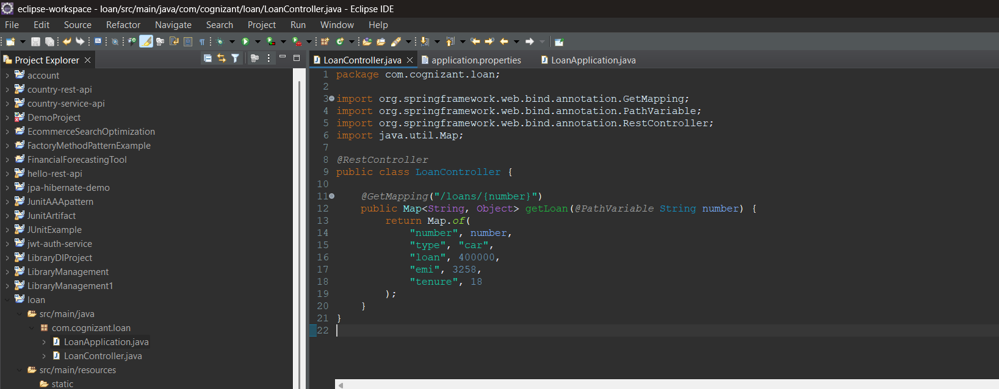 eclipse-workspace - loan/src/main/java/com/cognizant/loan/LoanController.java - Eclipse IDE
File Edit Source Refactor Navigate Search Project Run Window Help
Project Explorer
account
country-rest-api
country-service-api
DemoProject
EcommerceSearchOptimization
FactoryMethodPatternExample
FinancialForecastingTool
hello-rest-api
jpa-hibernate-demo
JunitAAApattern
JunitArtifact
JUnitExample
jwt-auth-service
LibraryDIProject
LibraryManagement
LibraryManagement1
loan
src/main/java
com.cognizant.loan
LoanApplication.java
LoanController.java
src/main/resources
static
LoanController.java application.properties LoanApplication.java
1 package com.cognizant.loan;
2
3 import org.springframework.web.bind.annotation.GetMapping;
4 import org.springframework.web.bind.annotation.PathVariable;
5 import org.springframework.web.bind.annotation.RestController;
6 import java.util.Map;
7
8 @RestController
9 public class LoanController {
10
11 @GetMapping("/loans/{number}")
12 public Map<String, Object> getLoan(@PathVariable String number) {
13 return Map.of(
14 "number", number,
15 "type", "car",
16 "loan", 400000,
17 "emi", 3258,
18 "tenure", 18
19 );
20 }
21 }
22